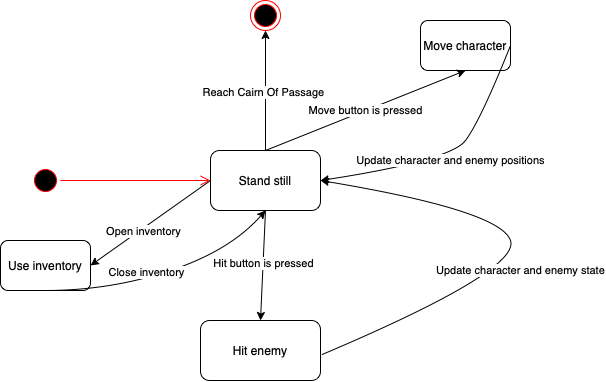 Move character
Reach Cairn Of Passage
Move button is pressed
Update character and enemy positions
Stand still
Open inventory
Use inventory
Close inventory
Hit button is pressed
Update character and enemy state
Hit enemy